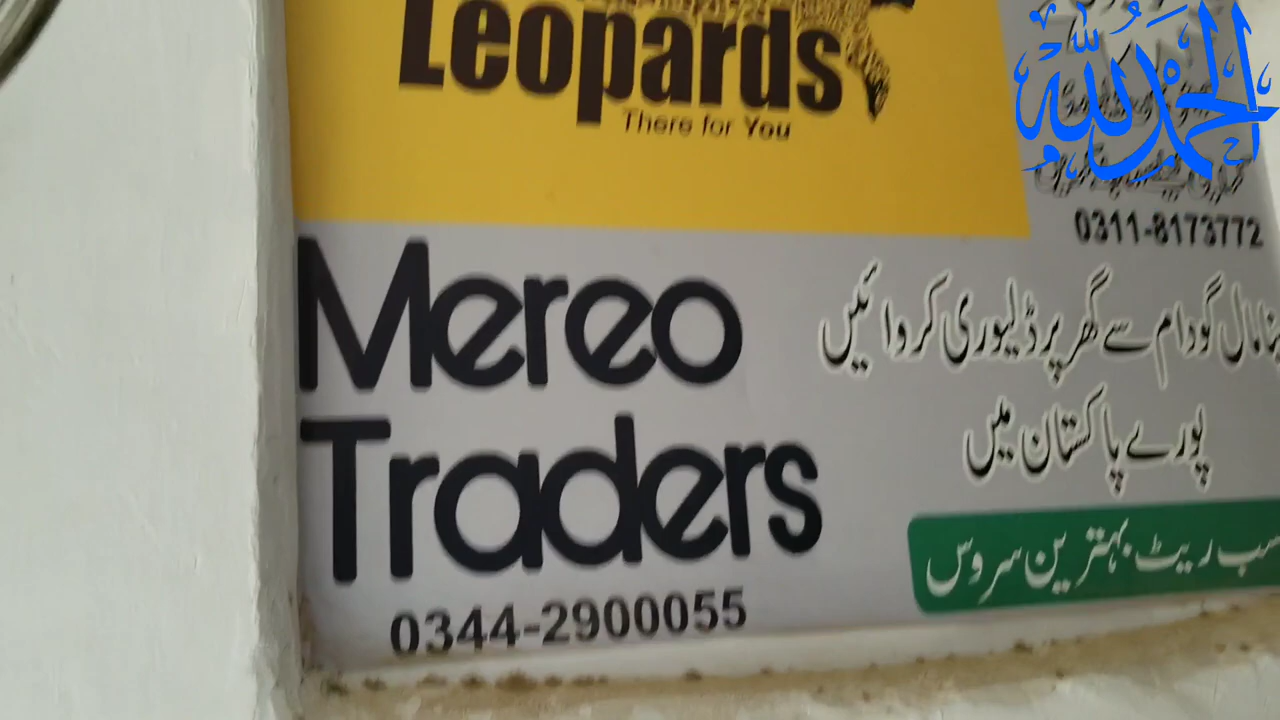 Leopards
There for You
الحمدللہ
0311-8173772
Mereo
Traders
0344-2900055
مال گودام سے گھر پر ڈلیوری کروائیں
پورے پاکستان میں
ریٹ بہترین سروس